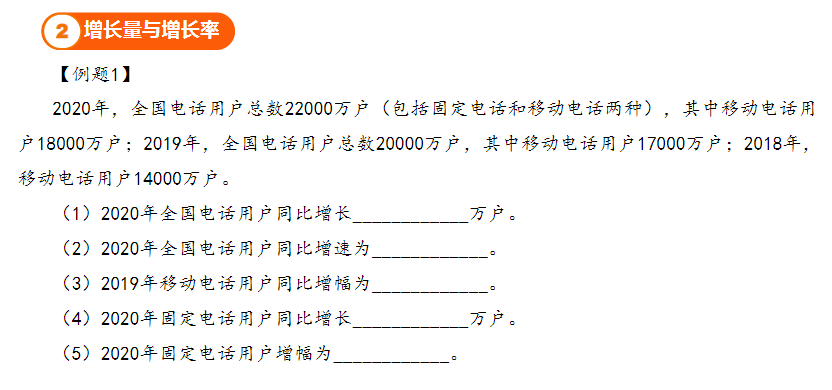 2 增长量与增长率
【例题1】
2020年，全国电话用户总数22000万户（包括固定电话和移动电话两种），其中移动电话用
户18000万户；2019年，全国电话用户总数20000万户，其中移动电话用户17000万户；2018年，
移动电话用户14000万户。
（1）2020年全国电话用户同比增长____________万户。
（2）2020年全国电话用户同比增速为____________。
（3）2019年移动电话用户同比增幅为____________。
（4）2020年固定电话用户同比增长____________万户。
（5）2020年固定电话用户增幅为____________。